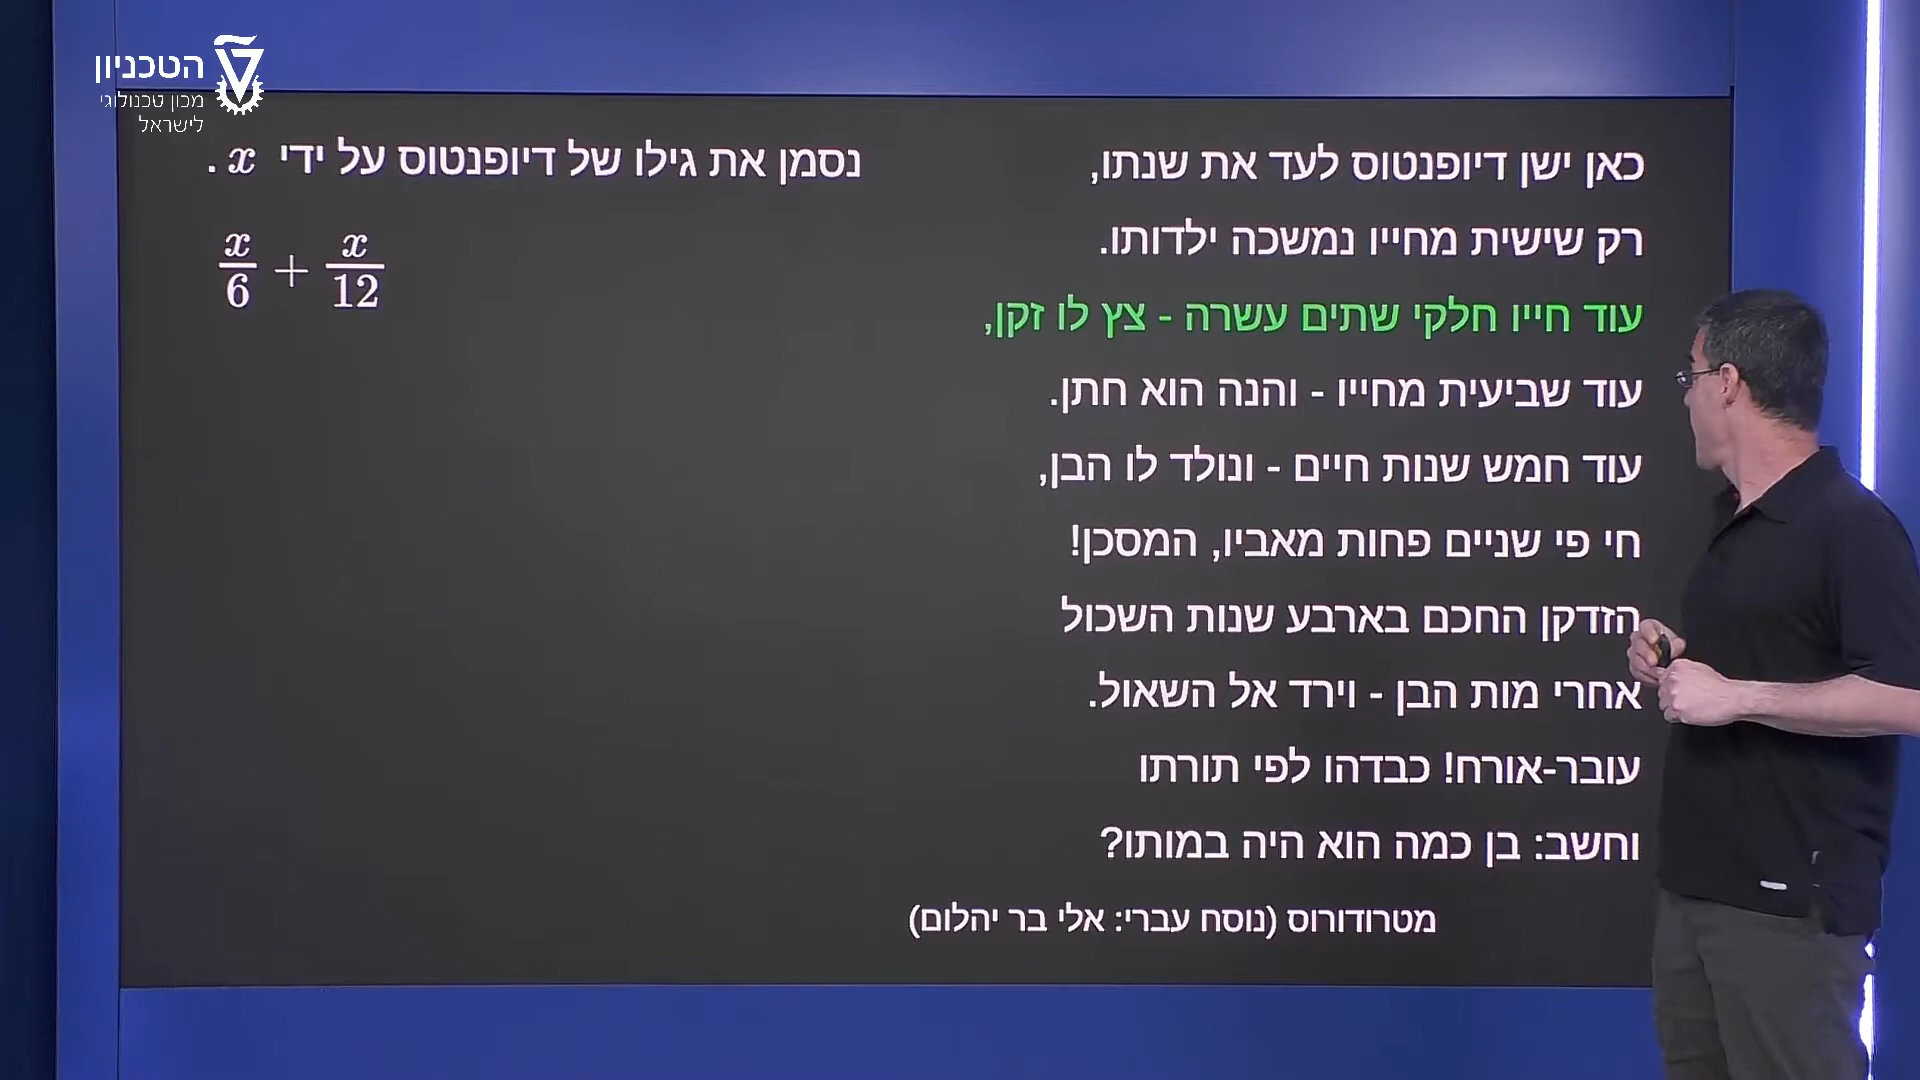 הטכניון
מכון טכנולוגי
לישראל
כאן ישן דיופנטוס לעד את שנתו,
רק שישית מחייו נמשכה ילדותו.
עוד חייו חלקי שתים עשרה - צץ לו זקן,
עוד שביעית מחייו - והנה הוא חתן.
עוד חמש שנות חיים - ונולד לו הבן,
חי פי שניים פחות מאביו, המסכן!
הזדקן החכם בארבע שנות השכול
אחרי מות הבן - וירד אל השאול.
עובר-אורח! כבדהו לפי תורתו
וחשב: בן כמה הוא היה במותו?
מטרודורוס (נוסח עברי: אלי בר יהלום)
נסמן את גילו של דיופנטוס על ידי x.
x/6 + x/12